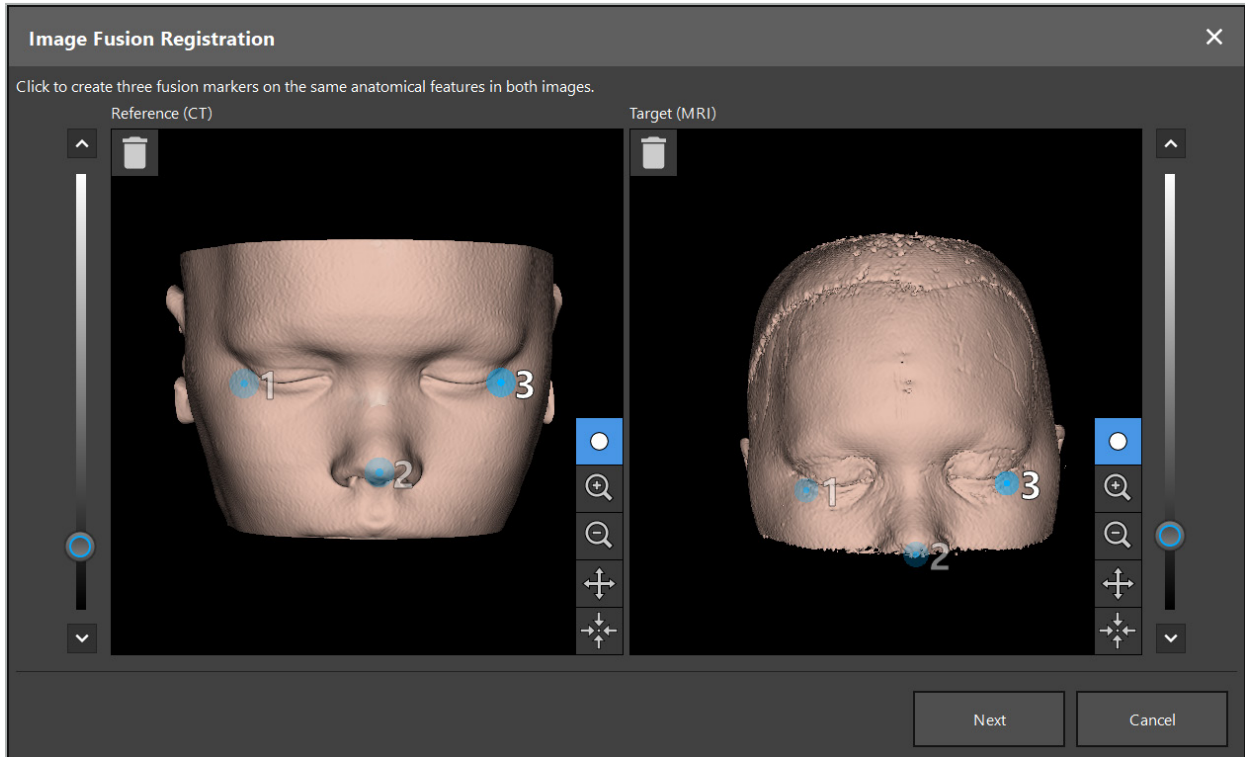 Image Fusion Registration
Click to create three fusion markers on the same anatomical features in both images.
Reference (CT)
Target (MRI)
1
3
2
1
3
2
Next
Cancel